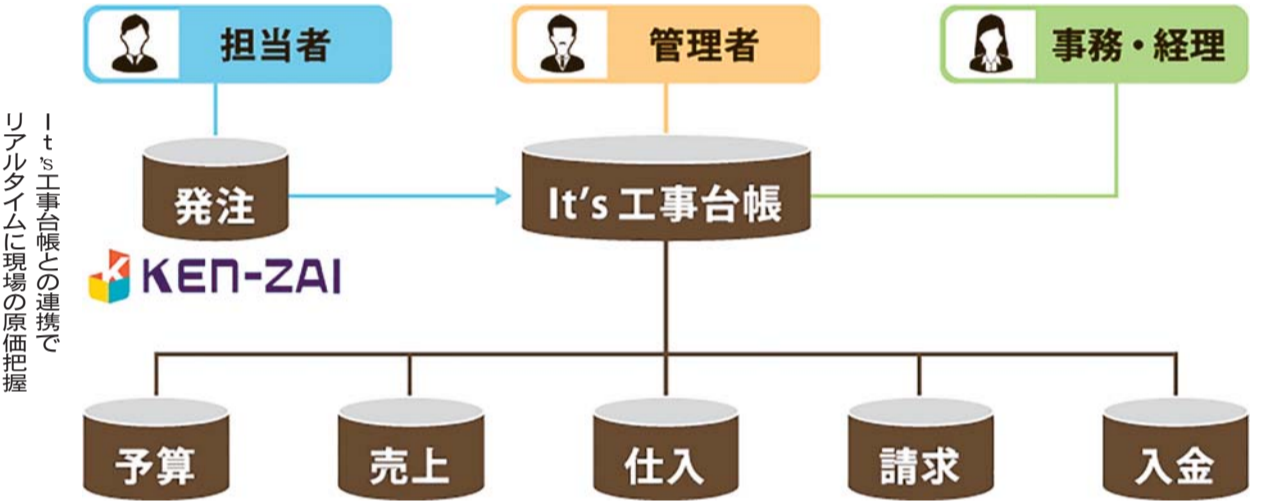 担当者
管理者
事務・経理
It's工事台帳との連携で
リアルタイムに現場の原価把握
発注
It's 工事台帳
KEN-ZAI
予算
売上
仕入
請求
入金